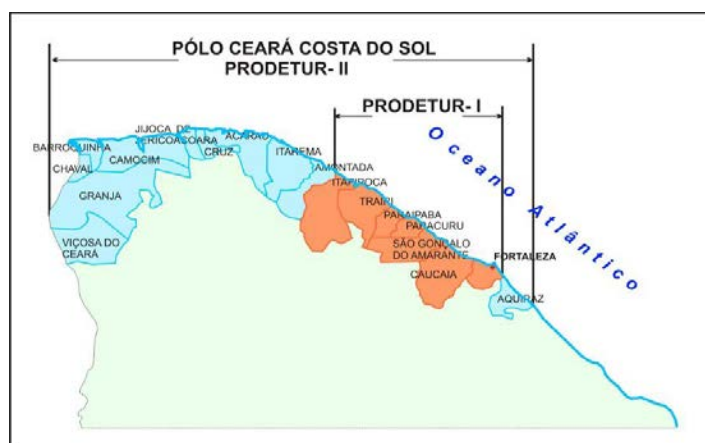 PÓLO CEARÁ COSTA DO SOL
PRODETUR- II
PRODETUR- I
Oceano Atlântico
JIJOCA DE
JERICOACOARA
ACARAÚ
BARROQUINHA
CHAVAL
CAMOCIM
CRUZ
ITAREMA
AMONTADA
GRANJA
ITAPIPOCA
TRAIRI
PARAIPABA
PARACURU
VIÇOSA DO
CEARÁ
SÃO GONÇALO
DO AMARANTE
FORTALEZA
CAUCAIA
AQUIRAZ